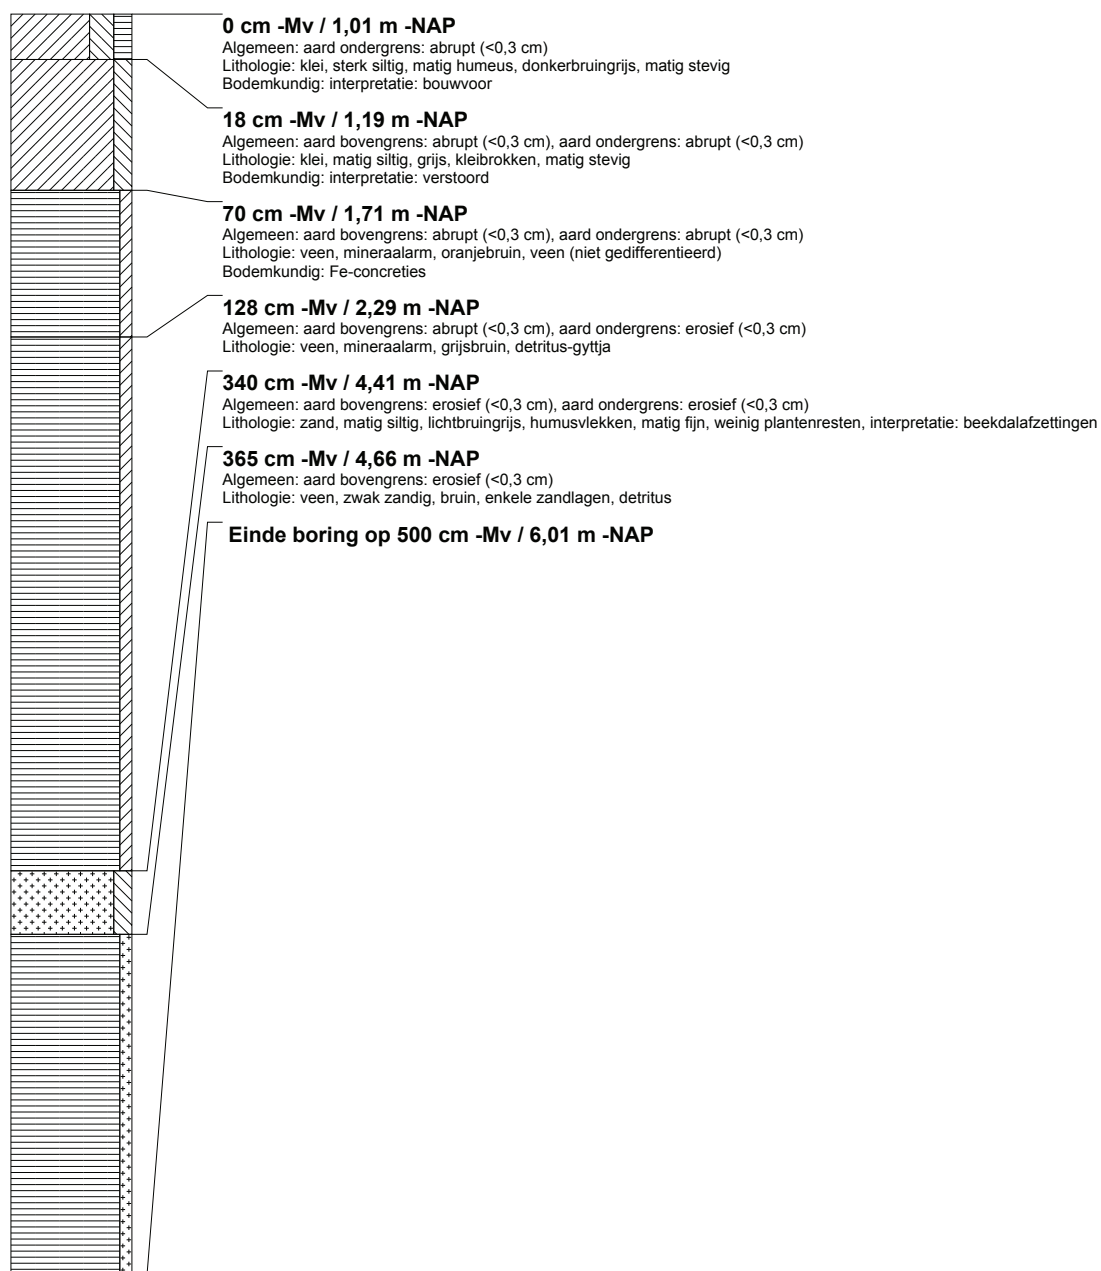 0 cm -Mv / 1,01 m -NAP
Algemeen: aard ondergrens: abrupt (<0,3 cm)
Lithologie: klei, sterk siltig, matig humeus, donkerbruingrijs, matig stevig
Bodemkundig: interpretatie: bouwvoor
18 cm -Mv / 1,19 m -NAP
Algemeen: aard bovengrens: abrupt (<0,3 cm), aard ondergrens: abrupt (<0,3 cm)
Lithologie: klei, matig siltig, grijs, kleibrokken, matig stevig
Bodemkundig: interpretatie: verstoord
70 cm -Mv / 1,71 m -NAP
Algemeen: aard bovengrens: abrupt (<0,3 cm), aard ondergrens: abrupt (<0,3 cm)
Lithologie: veen, mineraalarm, oranjebruin, veen (niet gedifferentieerd)
Bodemkundig: Fe-concreties
128 cm -Mv / 2,29 m -NAP
Algemeen: aard bovengrens: abrupt (<0,3 cm), aard ondergrens: erosief (<0,3 cm)
Lithologie: veen, mineraalarm, grijsbruin, detritus-gyttja
340 cm -Mv / 4,41 m -NAP
Algemeen: aard bovengrens: erosief (<0,3 cm), aard ondergrens: erosief (<0,3 cm)
Lithologie: zand, matig siltig, lichtbruingrijs, humusvlekken, matig fijn, weinig plantenresten, interpretatie: beekdalafzettingen
365 cm -Mv / 4,66 m -NAP
Algemeen: aard bovengrens: erosief (<0,3 cm)
Lithologie: veen, zwak zandig, bruin, enkele zandlagen, detritus
Einde boring op 500 cm -Mv / 6,01 m -NAP